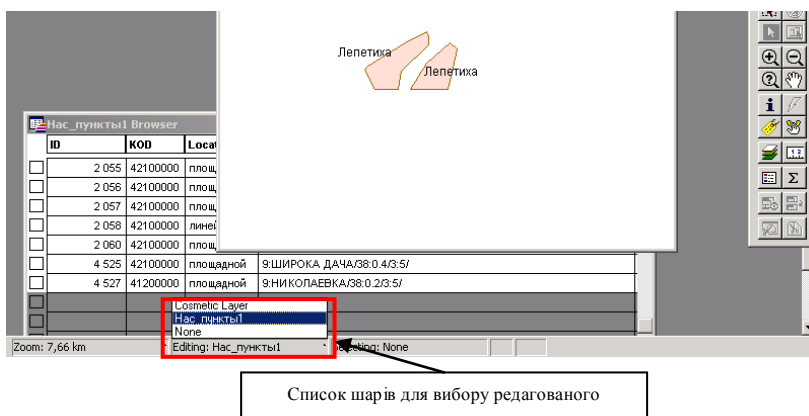 Лепетиха
Лепетиха
Нас_пункты1 Browser
ID KOD Locat
2 055 42100000 площ
2 056 42100000 площ
2 057 42100000 площ
2 058 42100000 линей
2 060 42100000 площ
4 525 42100000 площадной 9:ШИРОКА ДАЧА/38:0.4/3:5/
4 527 41200000 площадной 9:НИКОЛАЕВКА/38:0.2/3:5/
Cosmetic Layer
Нас_пункты1
None
Zoom: 7,66 km Editing: Нас_пункты1 Selecting: None
Список шарів для вибору редагованого